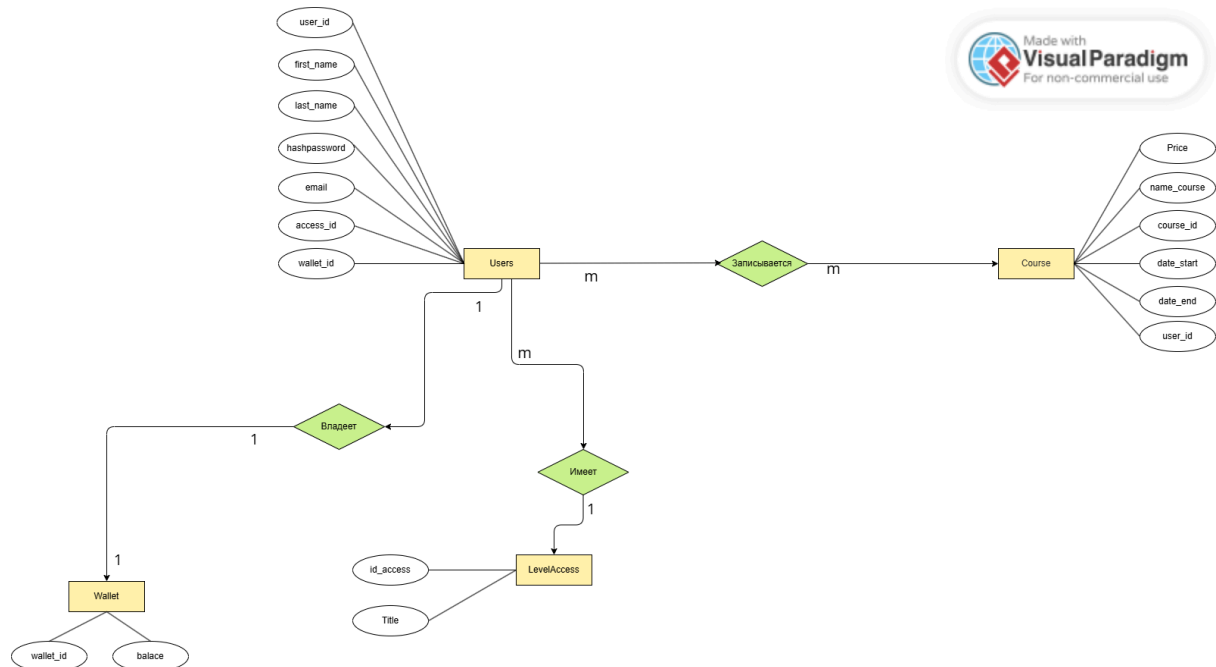 user_id
first_name
last_name
hashpassword
email
access_id
wallet_id
Made with
Visual Paradigm
For non-commercial use
Price
name_course
course_id
date_start
date_end
user_id
Users
m
Записывается
m
Course
1
m
Владеет
1
Имеет
1
1
LevelAccess
id_access
Title
Wallet
wallet_id
balace